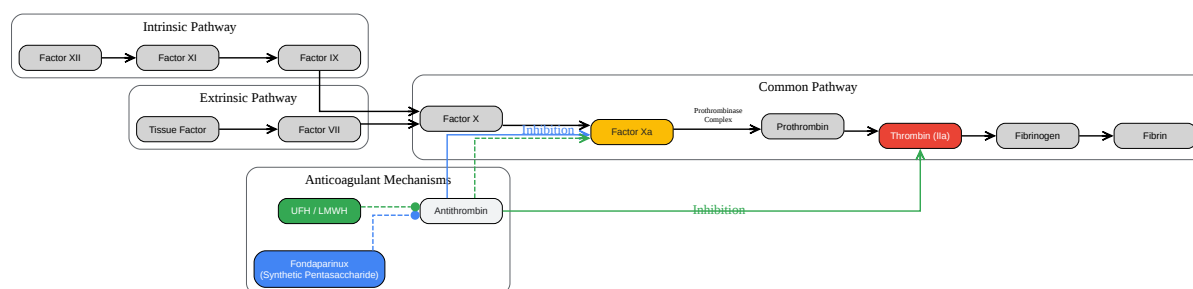 Intrinsic Pathway
Factor XII
Factor XI
Factor IX
Extrinsic Pathway
Tissue Factor
Factor VII
Common Pathway
Factor X
Inhibition
Factor Xa
Prothrombinase
Complex
Prothrombin
Thrombin (IIa)
Fibrinogen
Fibrin
Anticoagulant Mechanisms
UFH / LMWH
Antithrombin
Inhibition
Fondaparinux
(Synthetic Pentasaccharide)